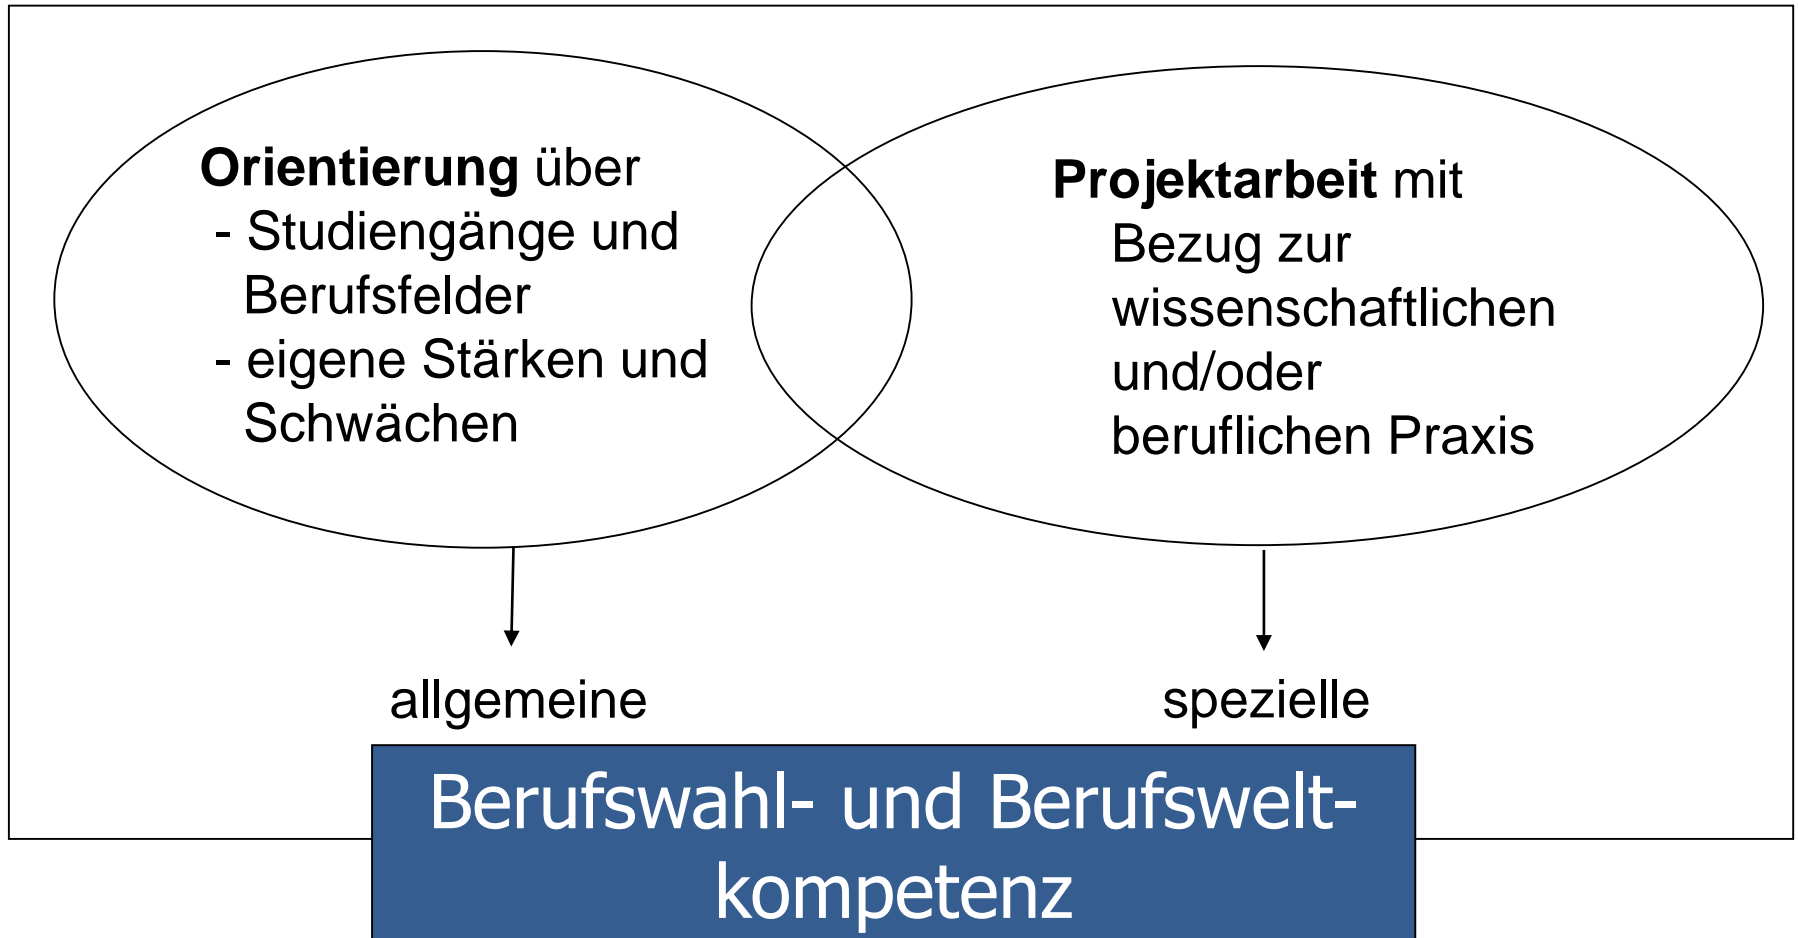 Orientierung über
- Studiengänge und
Berufsfelder
- eigene Stärken und
Schwächen
Projektarbeit mit
Bezug zur
wissenschaftlichen
und/oder
beruflichen Praxis
allgemeine
spezielle
Berufswahl- und Berufswelt-
kompetenz